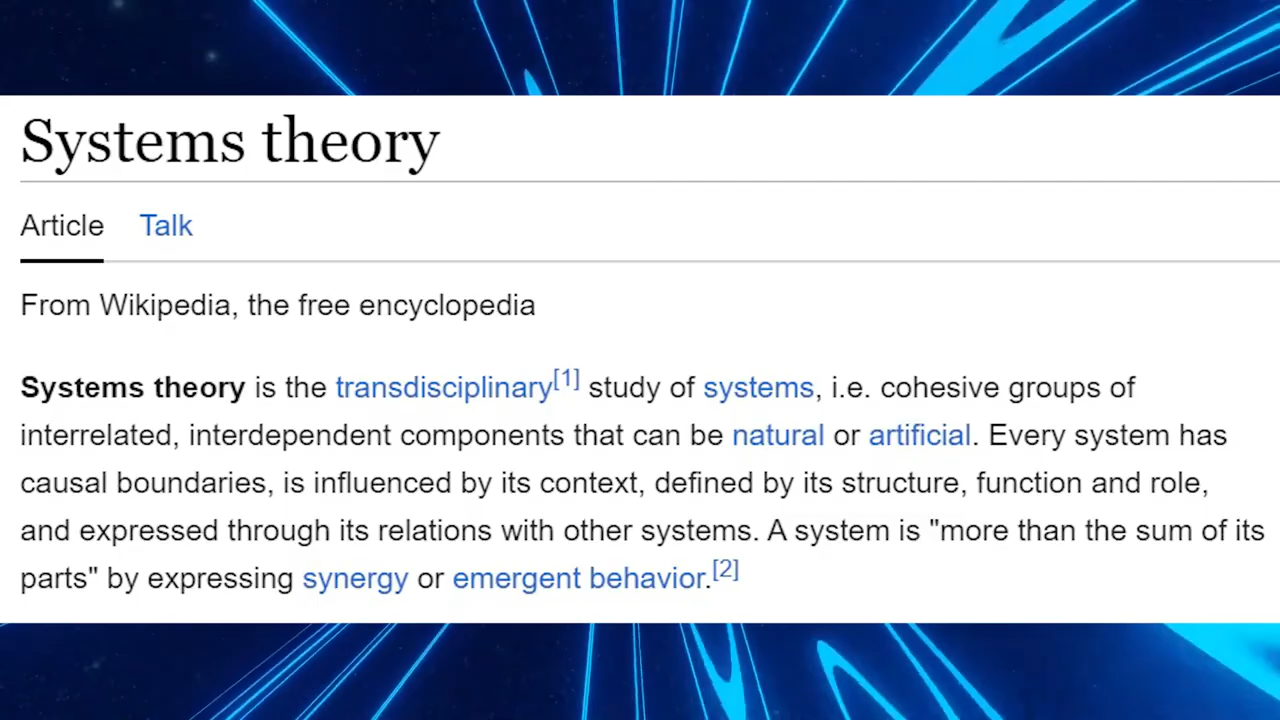 Systems theory
Article Talk
From Wikipedia, the free encyclopedia
Systems theory is the transdisciplinary[1] study of systems, i.e. cohesive groups of
interrelated, interdependent components that can be natural or artificial. Every system has
causal boundaries, is influenced by its context, defined by its structure, function and role,
and expressed through its relations with other systems. A system is "more than the sum of its
parts" by expressing synergy or emergent behavior.[2]